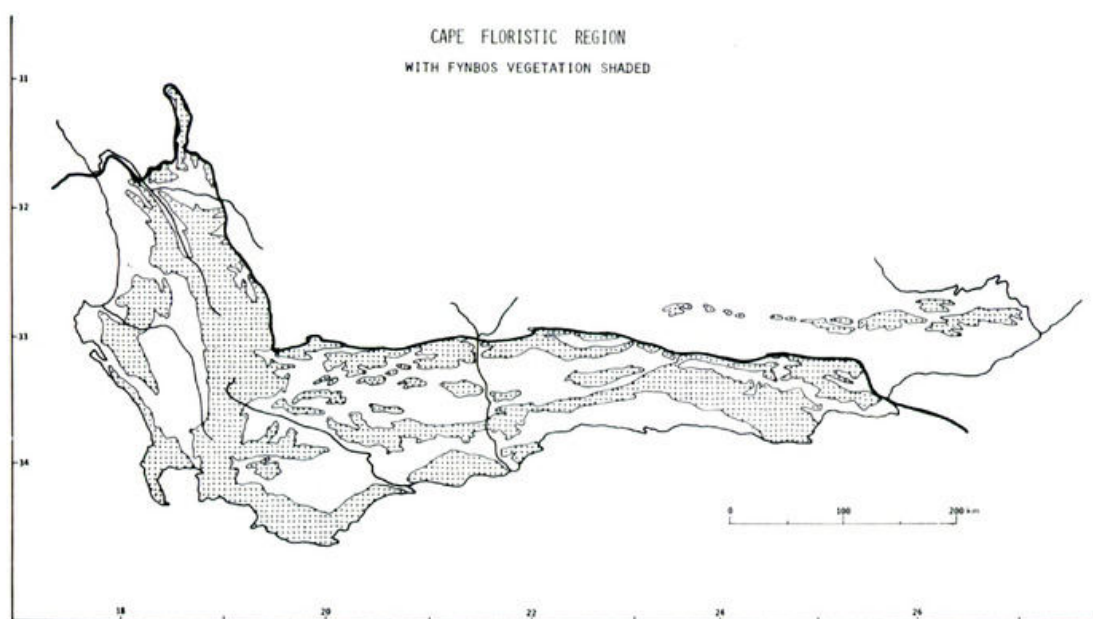 CAPE FLORISTIC REGION
WITH FYNBOS VEGETATION SHADED
31
32
33
34
0 100 200 km
18 20 22 24 26